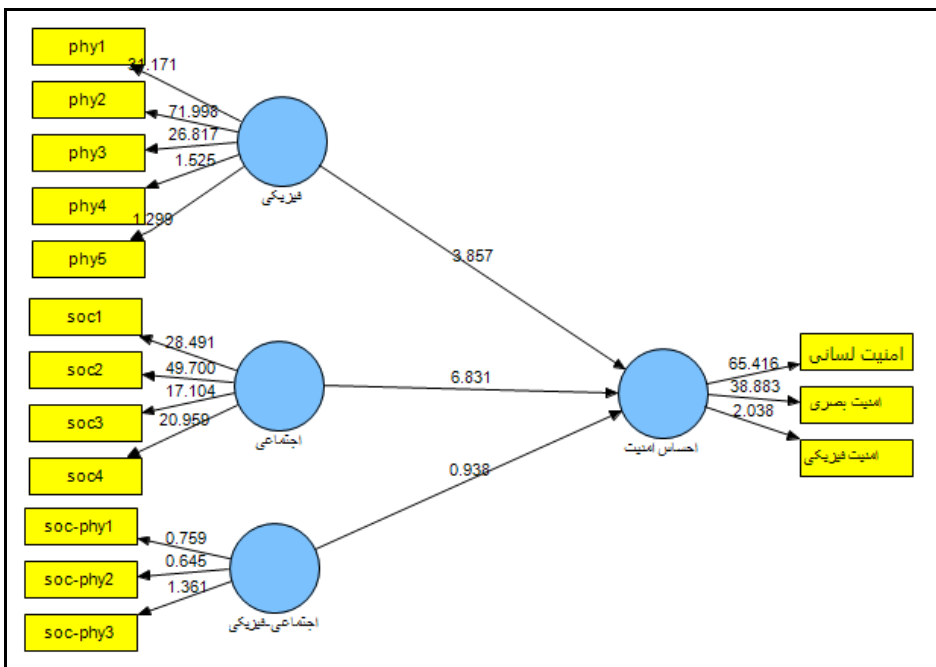 phy1
31.171
phy2
71.998
phy3
26.817
phy4
1.525
phy5
1.299
فیزیکی
3.857
soc1
28.491
soc2
49.700
soc3
17.104
soc4
20.959
اجتماعی
6.831
soc-phy1
0.759
soc-phy2
0.645
soc-phy3
1.361
اجتماعی-فیزیکی
0.938
احساس امنیت
65.416
امنیت لسانی
38.883
امنیت بصری
2.038
امنیت فیزیکی